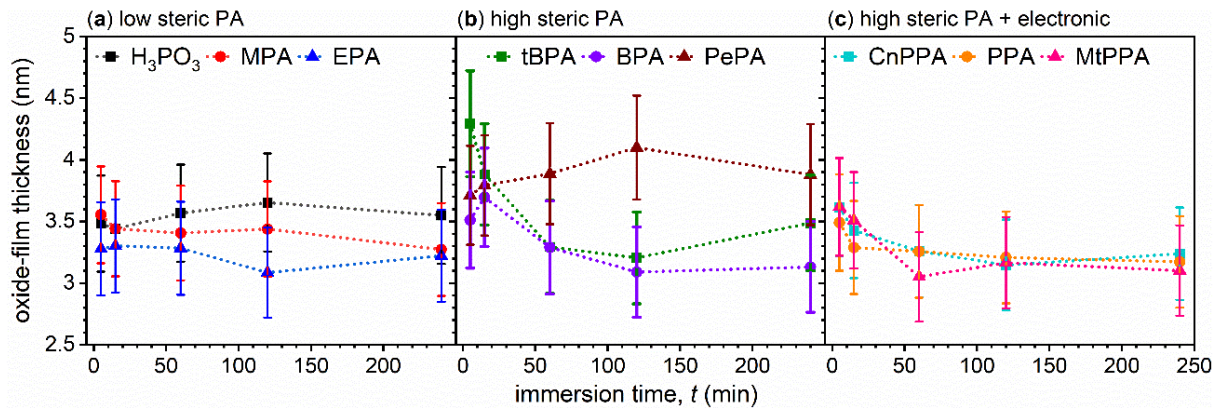 (a) low steric PA (b) high steric PA (c) high steric PA + electronic
H₃PO₃ MPA EPA tBPA BPA PePA CnPPA PPA MtPPA
5
4.5
4
3.5
3
2.5
oxide-film thickness (nm)
0 50 100 150 200 0 50 100 150 200 0 50 100 150 200 250
immersion time, t (min)